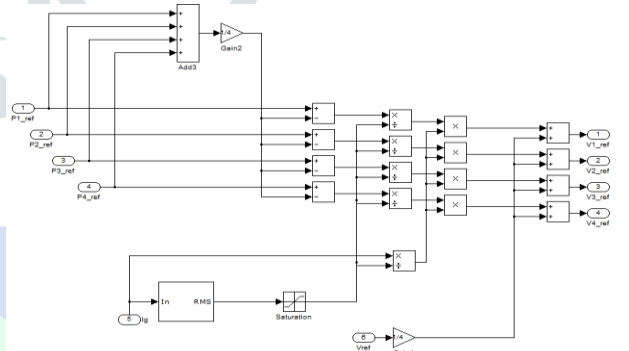 1/4
Gain2
Add3
1
P1_ref
2
P2_ref
3
P3_ref
4
P4_ref
1
V1_ref
2
V2_ref
3
V3_ref
4
V4_ref
In RMS
Saturation
5 Ig
6
Vref
1/4